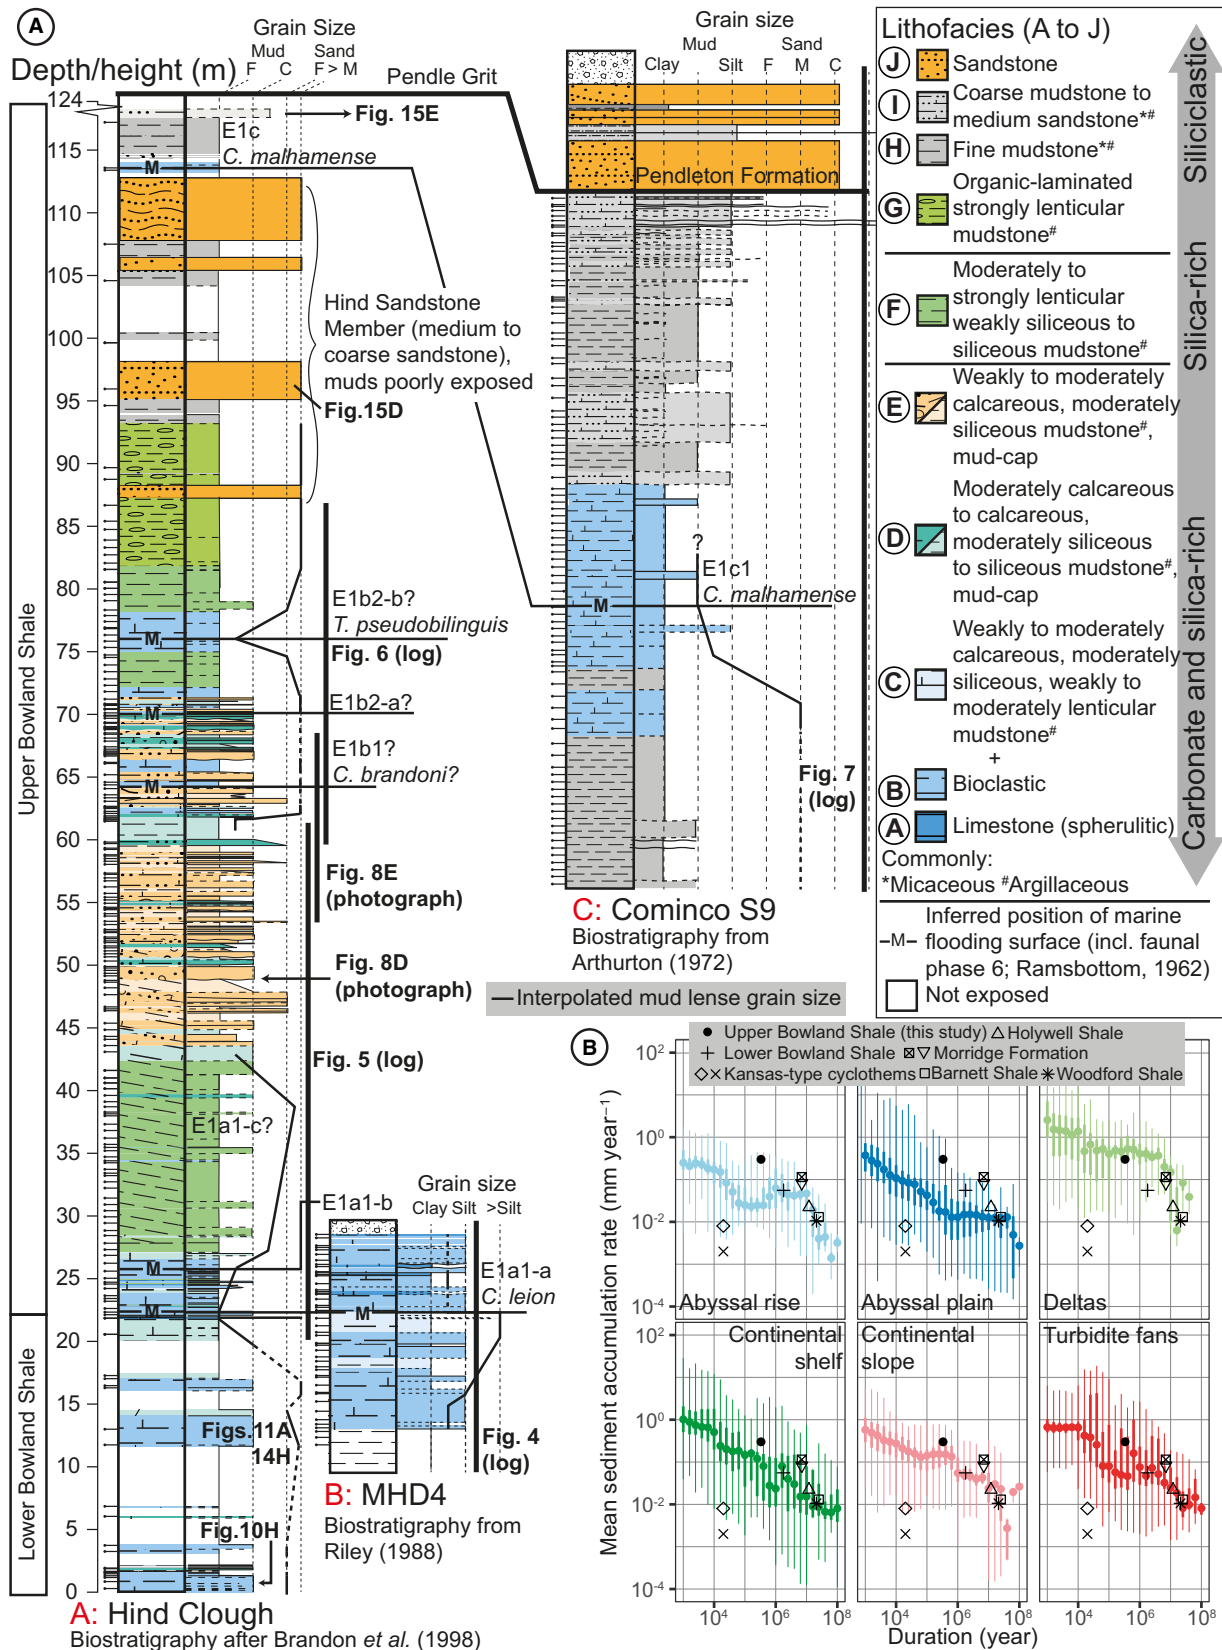 A
Depth/height (m)
Grain Size
Mud
Sand
F C F > M
Pendle Grit
124
115
110
105
100
95
90
85
80
75
70
65
60
55
50
45
40
35
30
25
20
15
10
5
0
Upper Bowland Shale
Lower Bowland Shale
Fig. 15E
E1c
C. malhamense
M
Hind Sandstone
Member (medium to
coarse sandstone),
muds poorly exposed
Fig.15D
E1b2-b?
T. pseudobilinguis
M
Fig. 6 (log)
E1b2-a?
M
E1b1?
C. brandoni?
M
Fig. 8E
(photograph)
Fig. 8D
(photograph)
Fig. 5 (log)
E1a1-c?
E1a1-b
M
M
Figs.11A
14H
Fig.10H
A: Hind Clough
Biostratigraphy after Brandon et al. (1998)
Grain size
Clay Silt >Silt
E1a1-a
C. leion
M
Fig. 4
(log)
B: MHD4
Biostratigraphy from
Riley (1988)
Grain size
Mud
Sand
Clay Silt F M C
Pendleton Formation
?
E1c1
C. malhamense
M
Fig. 7
(log)
C: Cominco S9
Biostratigraphy from
Arthurton (1972)
Interpolated mud lense grain size
Lithofacies (A to J)
J Sandstone
I Coarse mudstone to
medium sandstone*#
H Fine mudstone*#
G Organic-laminated
strongly lenticular
mudstone#
F Moderately to
strongly lenticular
weakly siliceous to
siliceous mudstone#
E Weakly to moderately
calcareous, moderately
siliceous mudstone#,
mud-cap
D Moderately calcareous
to calcareous,
moderately siliceous
to siliceous mudstone#,
mud-cap
C Weakly to moderately
calcareous, moderately
siliceous, weakly to
moderately lenticular
mudstone#
+
B Bioclastic
A Limestone (spherulitic)
Commonly:
*Micaceous #Argillaceous
Inferred position of marine
-M- flooding surface (incl. faunal
phase 6; Ramsbottom, 1962)
Not exposed
Siliciclastic
Silica-rich
Carbonate and silica-rich
B
Upper Bowland Shale (this study) Holywell Shale
Lower Bowland Shale Morridge Formation
Kansas-type cyclothems Barnett Shale Woodford Shale
Mean sediment accumulation rate (mm year⁻¹)
10²
10⁰
10⁻²
10⁻⁴
Abyssal rise
Abyssal plain
Deltas
10²
10⁰
10⁻²
10⁻⁴
Continental
shelf
Continental
slope
Turbidite fans
10⁴ 10⁶ 10⁸ 10⁴ 10⁶ 10⁸ 10⁴ 10⁶ 10⁸
Duration (year)